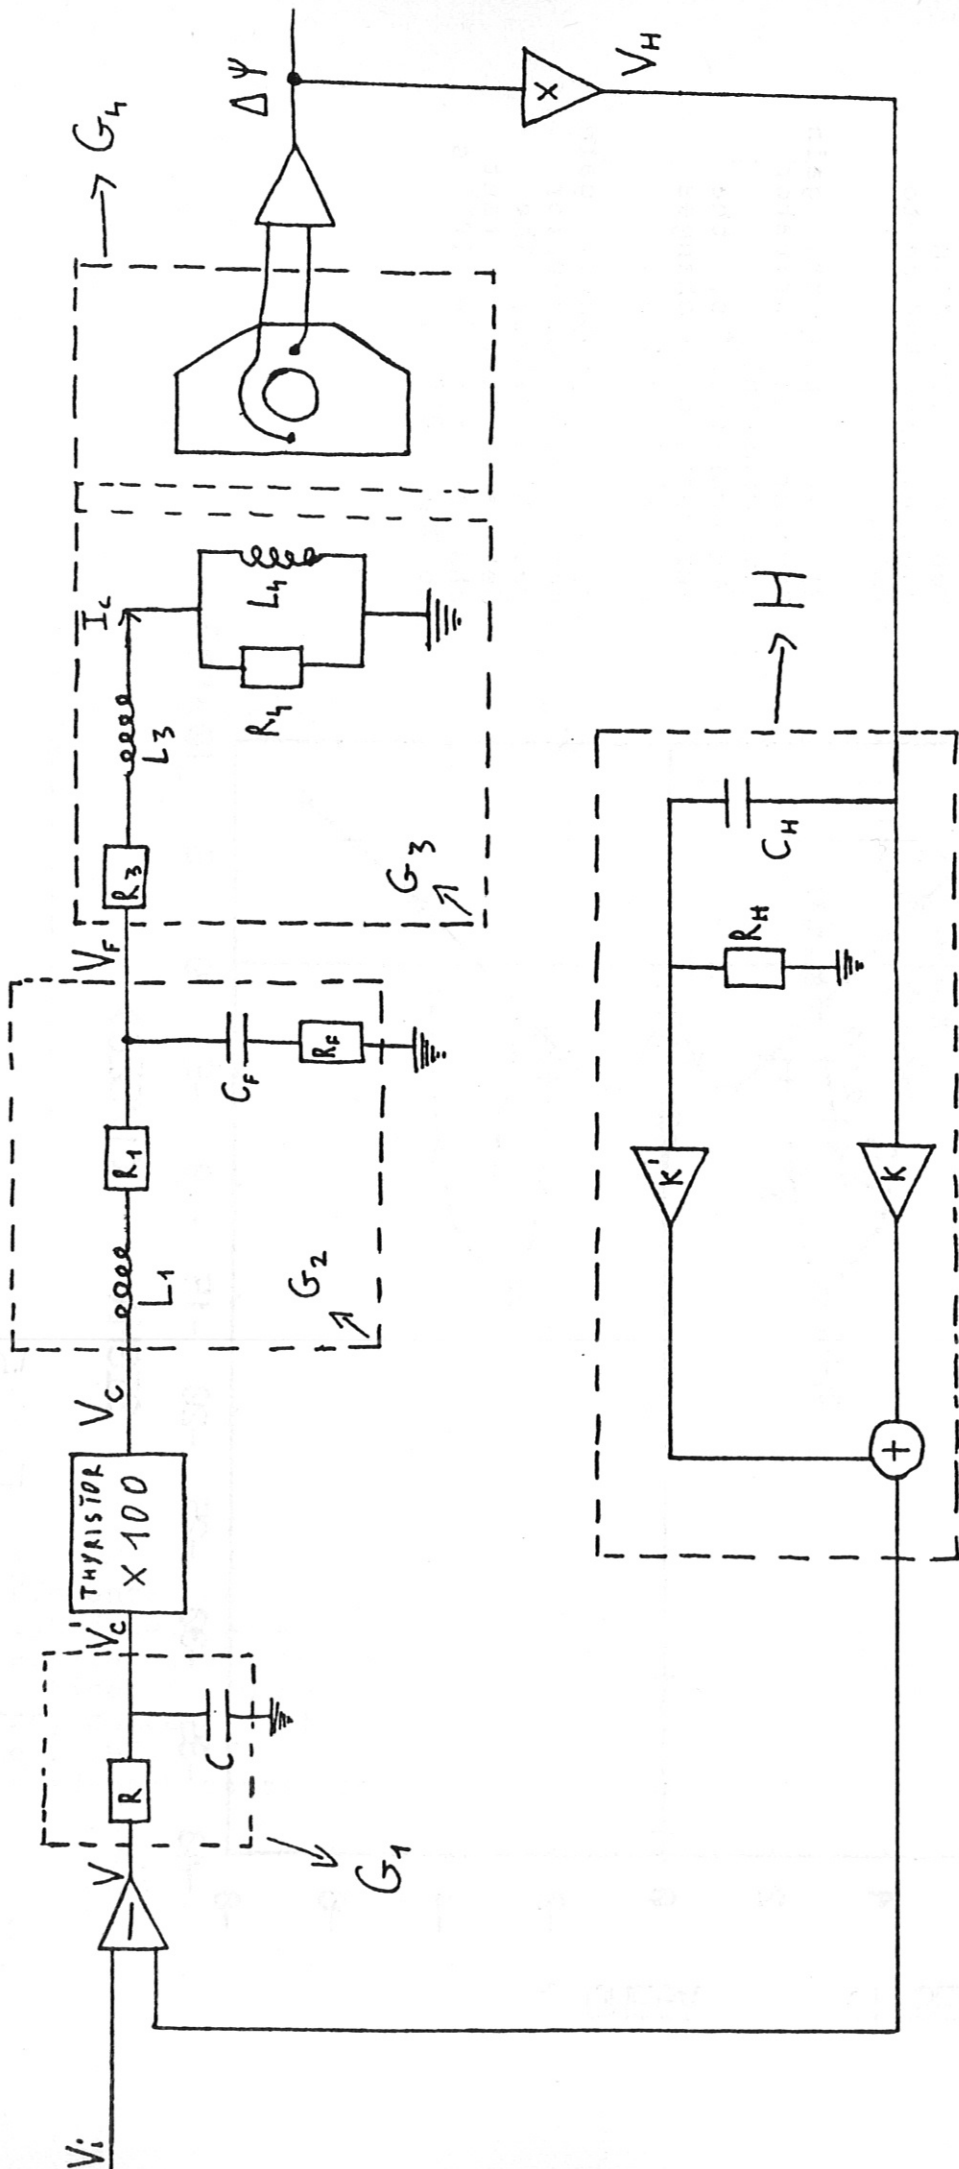 Vi
V
R
C
G1
V'c
THYRISTOR
X 100
Vc
L1
R1
CF
RF
G2
VF
R3
L3
Ic
R4
L4
G3
G4
ΔΨ
X
VH
H
CH
RH
K'
K
+
−